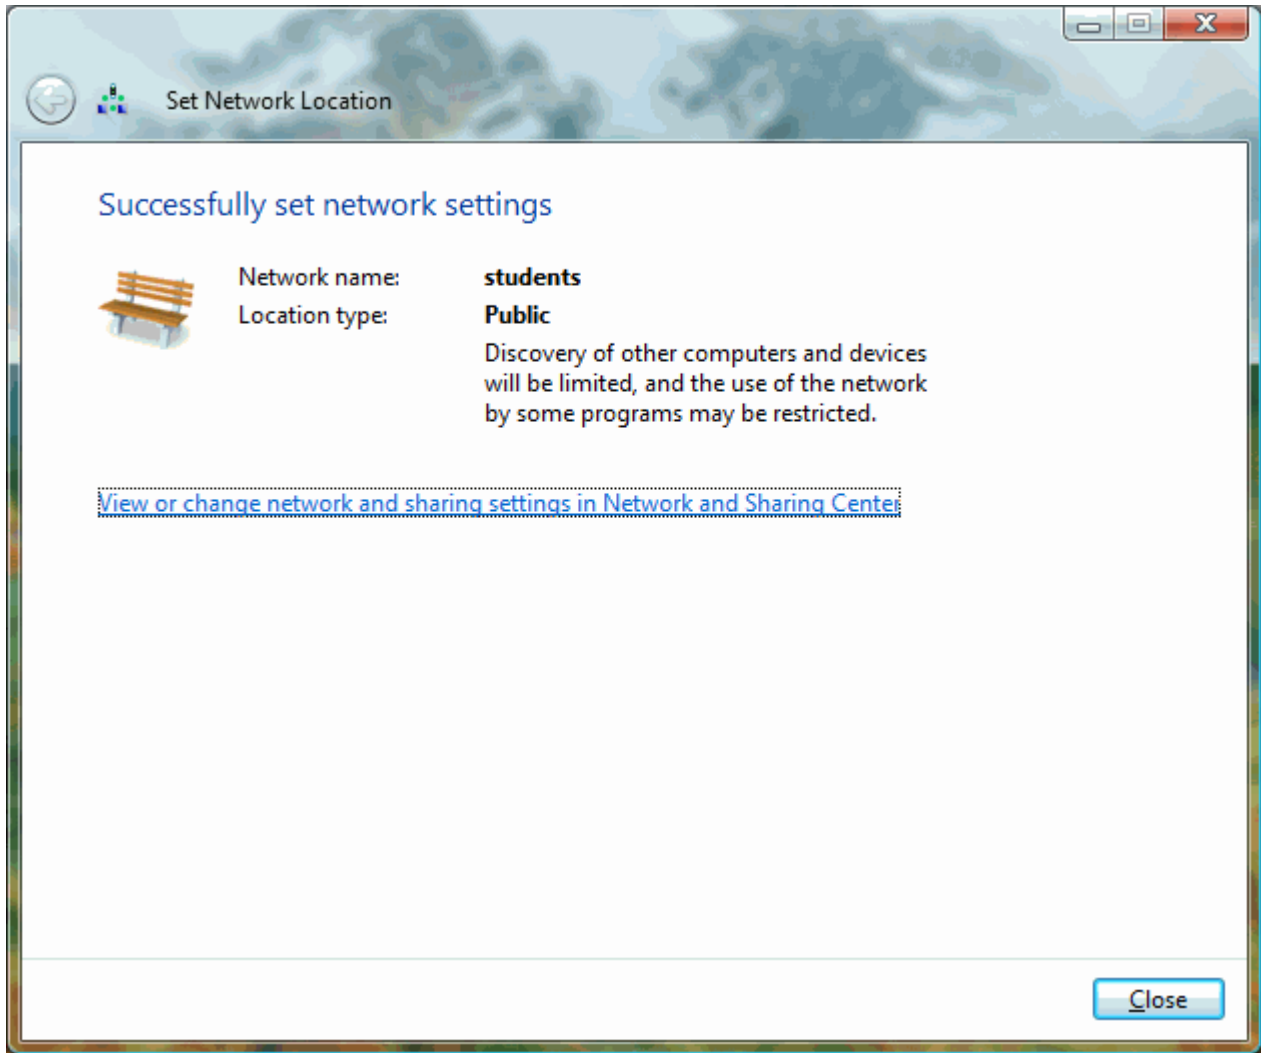 Set Network Location
Successfully set network settings
Network name: students
Location type: Public
Discovery of other computers and devices
will be limited, and the use of the network
by some programs may be restricted.
View or change network and sharing settings in Network and Sharing Center
Close